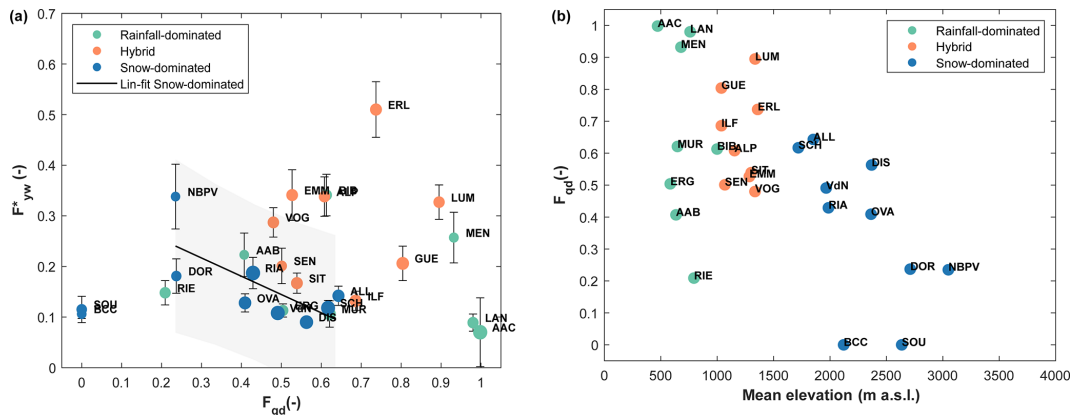 (a)
Rainfall-dominated
Hybrid
Snow-dominated
Lin-fit Snow-dominated
0.7
0.6
0.5
0.4
0.3
0.2
0.1
0
F*yw (-)
ERL
NBPV
EMM
BIB
ALP
LUM
VOG
MEN
AAB
SEN
GUE
DOR
RIA
SIT
RIE
OVA
ALL
ILF
SOU
BCC
ERG
VdN
SCH
MUR
DIS
LAN
AAC
0 0.1 0.2 0.3 0.4 0.5 0.6 0.7 0.8 0.9 1
Fqd(-)
(b)
Rainfall-dominated
Hybrid
Snow-dominated
1
0.9
0.8
0.7
0.6
0.5
0.4
0.3
0.2
0.1
0
Fqd(-)
AAC
LAN
MEN
LUM
GUE
ERL
ILF
ALL
MUR
BIB
ALP
SCH
DIS
SIT
EMM
ERG
SEN
VOG
VdN
RIA
AAB
OVA
RIE
DOR
NBPV
BCC
SOU
0 500 1000 1500 2000 2500 3000 3500 4000
Mean elevation (m a.s.l.)